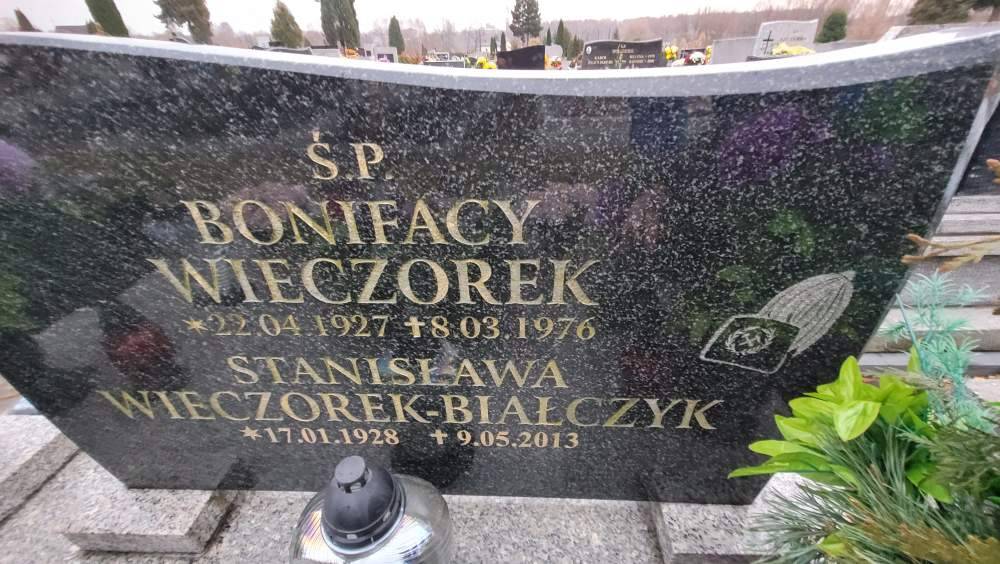 Ś.P.
BONIFACY
WIECZOREK
*22.04.1927 ✝8.03.1976
STANISŁAWA
WIECZOREK-BIAŁCZYK
*17.01.1928 ✝9.05.2013